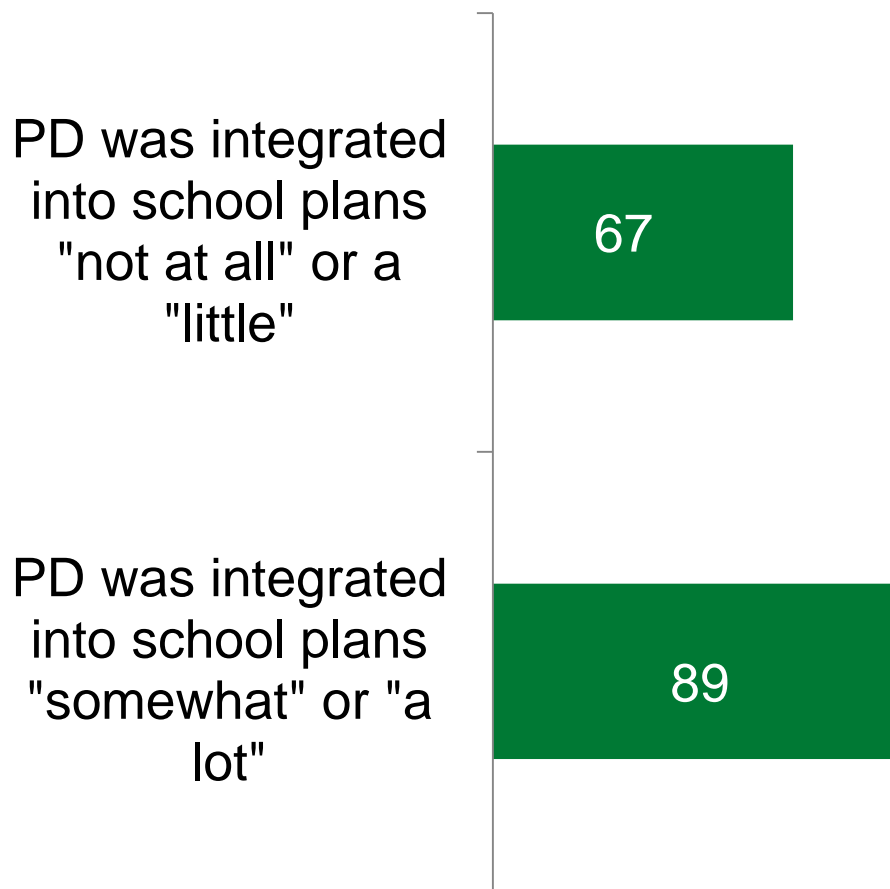 PD was integrated
into school plans
"not at all" or a
"little"
67
PD was integrated
into school plans
"somewhat" or "a
lot"
89